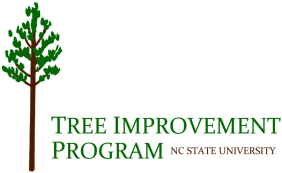 TREE IMPROVEMENT
PROGRAM NC STATE UNIVERSITY